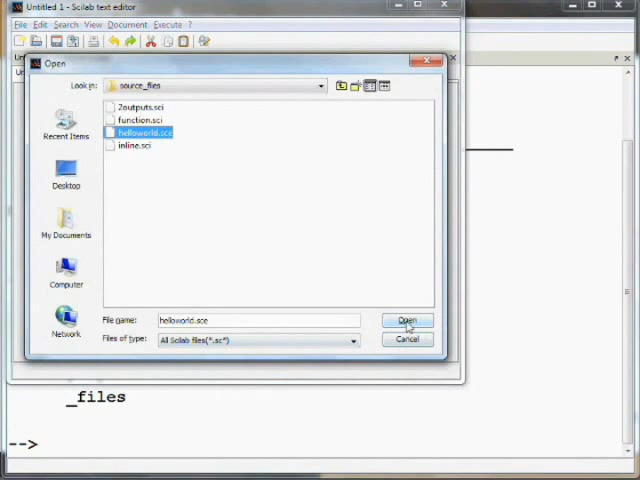 Untitled 1 - Scilab text editor
File Edit Search View Document Execute ?
Open
Look in: source_files
2outputs.sci
function.sci
helloworld.sce
inline.sci
Recent Items
Desktop
My Documents
Computer
Network
File name: helloworld.sce Open
Files of type: All Scilab files(*.sc*) Cancel
_files
-->